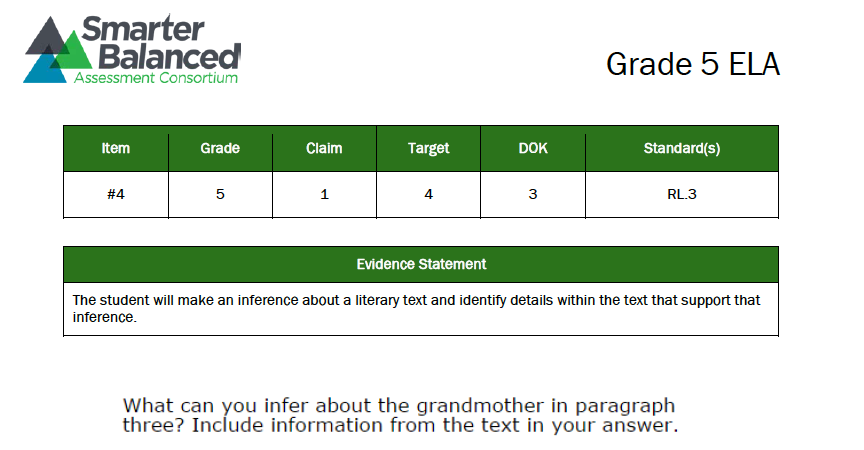 Smarter
Balanced
Assessment Consortium
Grade 5 ELA
Item Grade Claim Target DOK Standard(s)
#4 5 1 4 3 RL.3
Evidence Statement
The student will make an inference about a literary text and identify details within the text that support that
inference.
What can you infer about the grandmother in paragraph
three? Include information from the text in your answer.